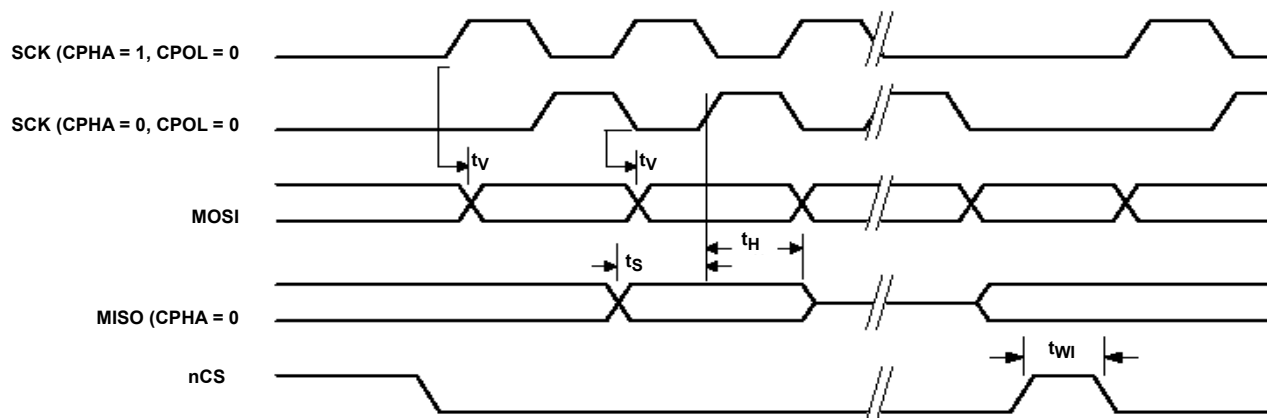 SCK (CPHA = 1, CPOL = 0
SCK (CPHA = 0, CPOL = 0
tV
tV
MOSI
tH
tS
MISO (CPHA = 0
tWI
nCS